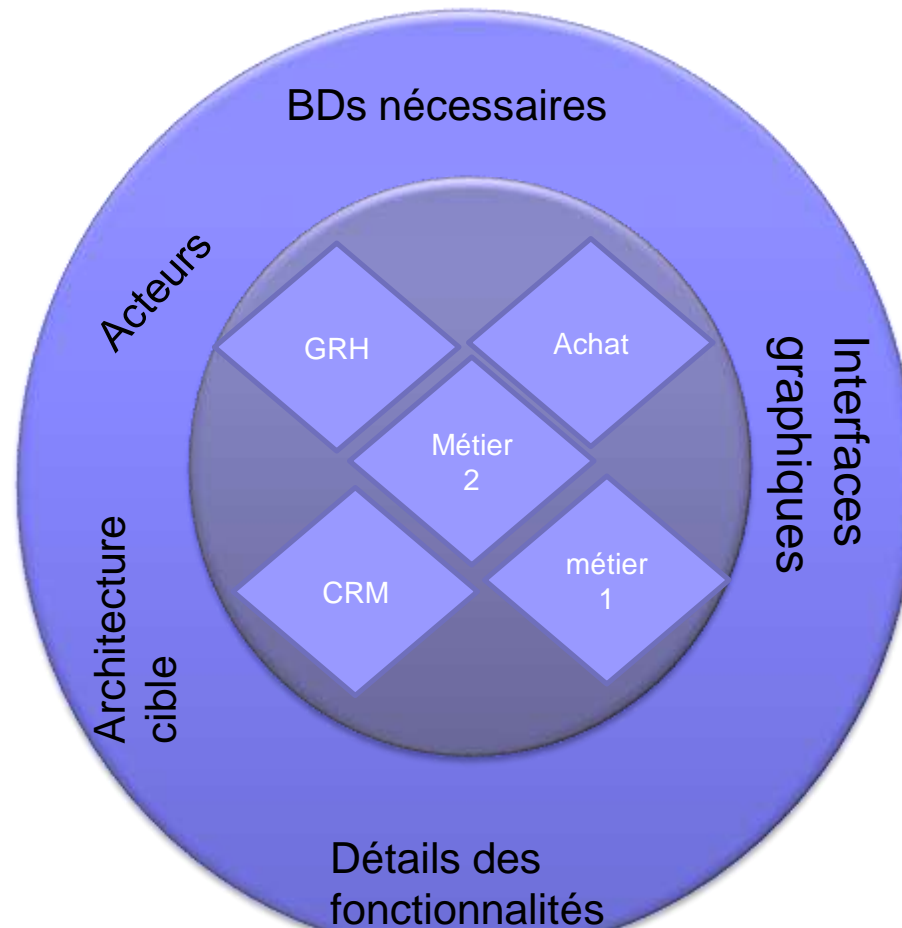 BDs nécessaires
Acteurs
GRH
Achat
Interfaces
graphiques
Métier
2
CRM
métier
1
Architecture
cible
Détails des
fonctionnalités